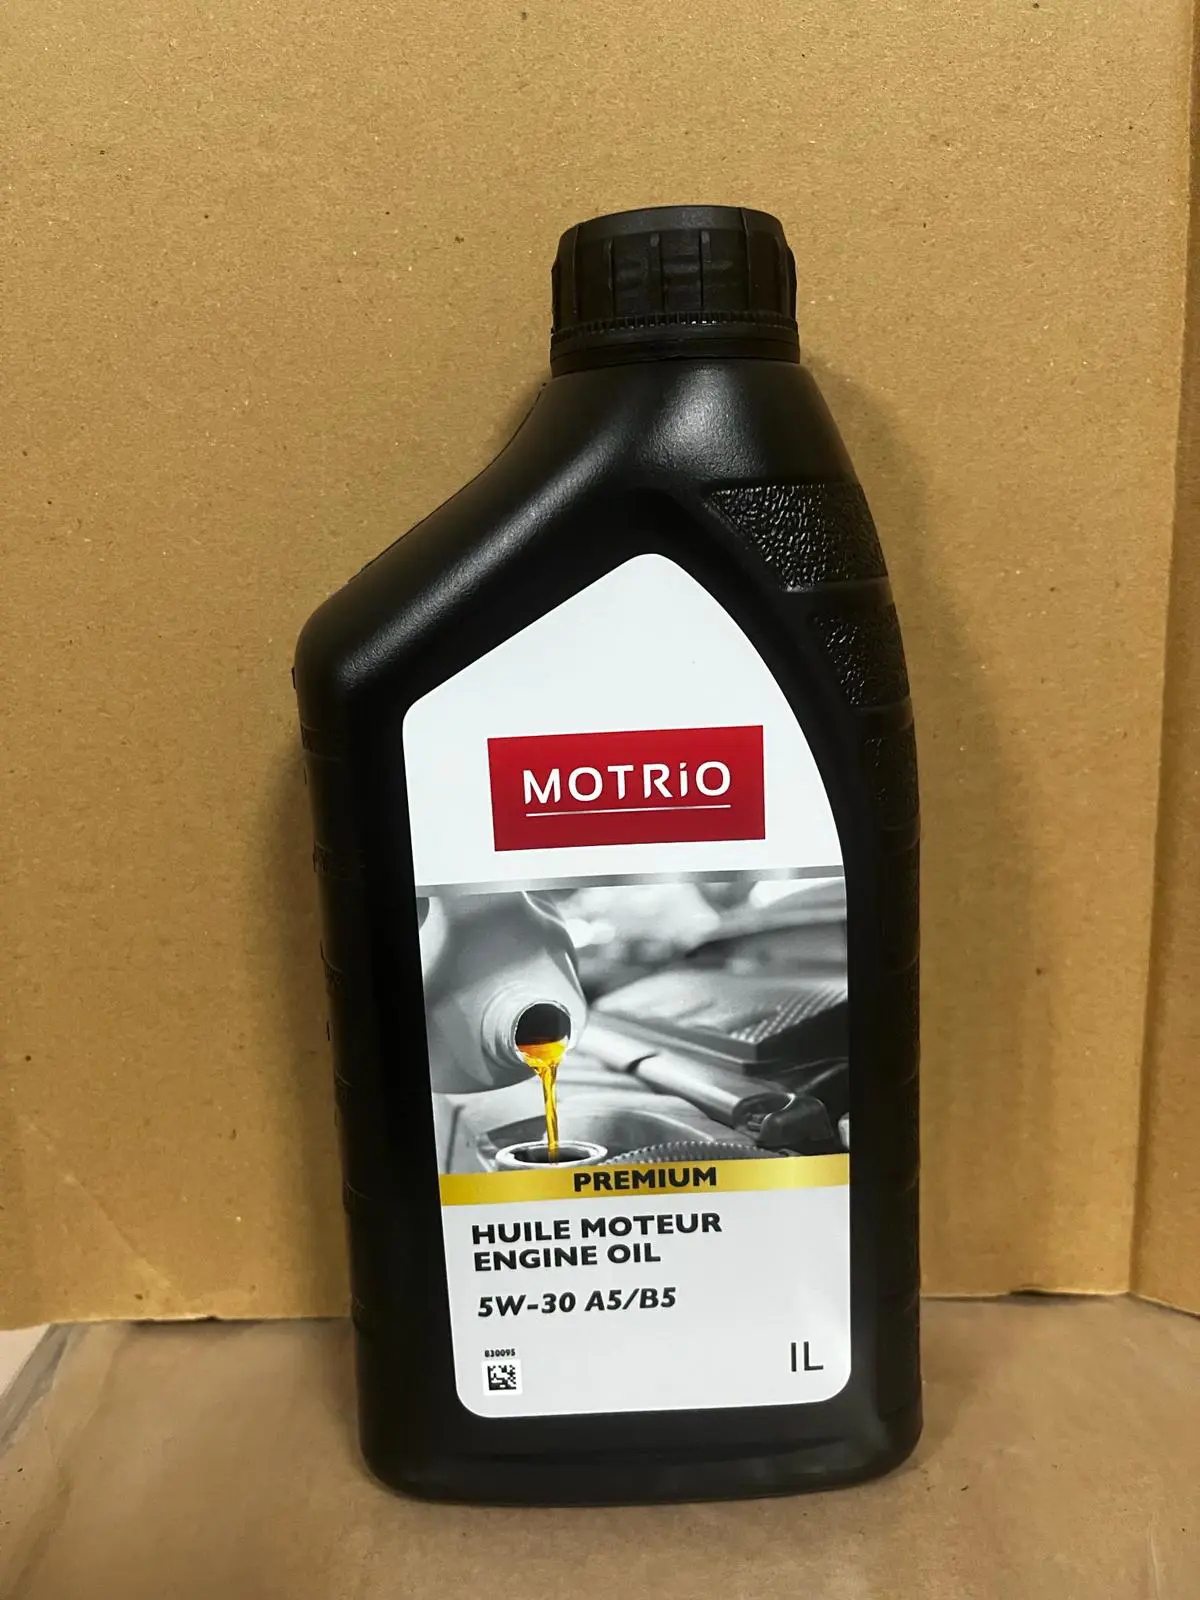 MOTRiO
PREMIUM
HUILE MOTEUR
ENGINE OIL
5W-30 A5/B5
830095
1L